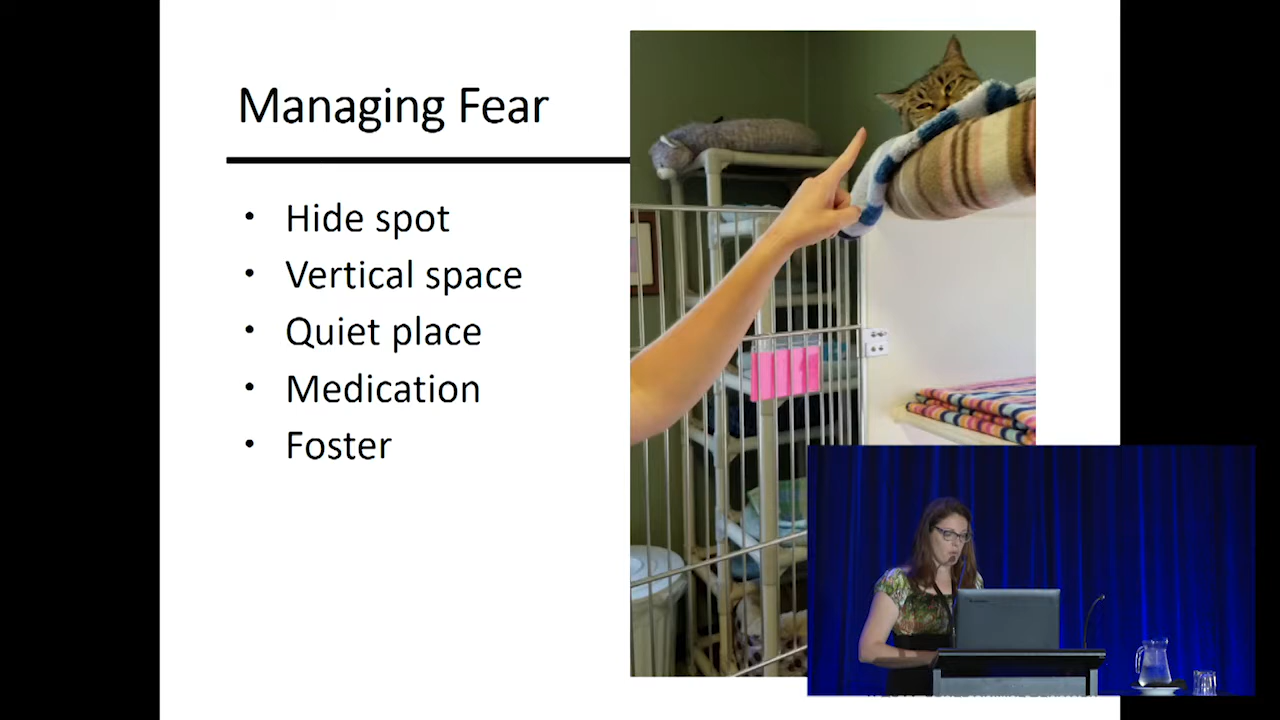 Managing Fear
• Hide spot
• Vertical space
• Quiet place
• Medication
• Foster